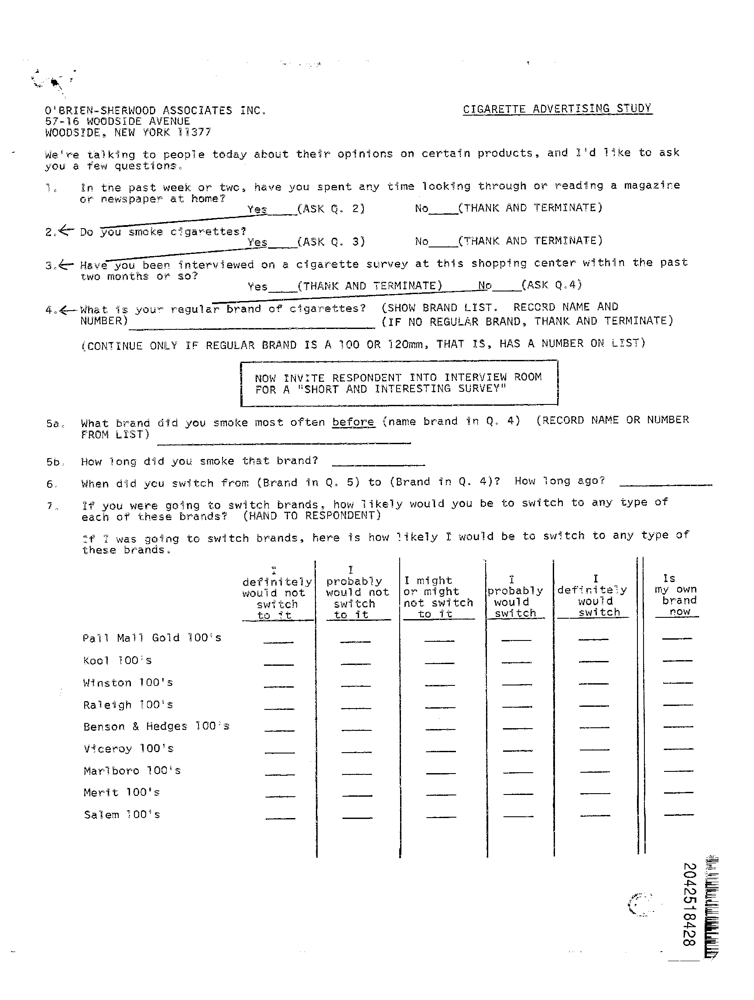 O'BRIEN-SHERWOOD ASSOCIATES INC. CIGARETTE ADVERTISING STUDY
57-16 WOODSIDE AVENUE
WOODSIDE, NEW YORK 11377
We're talking to people today about their opinions on certain products, and I'd like to ask
you a few questions.
1. In the past week or two, have you spent any time looking through or reading a magazine
or newspaper at home?
Yes____(ASK Q. 2) No____(THANK AND TERMINATE)
2. Do you smoke cigarettes?
Yes____(ASK Q. 3) No____(THANK AND TERMINATE)
3. Have you been interviewed on a cigarette survey at this shopping center within the past
two months or so?
Yes____(THANK AND TERMINATE) No____(ASK Q.4)
4. What is your regular brand of cigarettes? (SHOW BRAND LIST. RECORD NAME AND
NUMBER)____________ (IF NO REGULAR BRAND, THANK AND TERMINATE)
(CONTINUE ONLY IF REGULAR BRAND IS A 100 OR 120mm, THAT IS, HAS A NUMBER ON LIST)
NOW INVITE RESPONDENT INTO INTERVIEW ROOM
FOR A "SHORT AND INTERESTING SURVEY"
5a. What brand did you smoke most often before (name brand in Q. 4) (RECORD NAME OR NUMBER
FROM LIST) ____________
5b. How long did you smoke that brand? ____________
6. When did you switch from (Brand in Q. 5) to (Brand in Q. 4)? How long ago? ____________
7. If you were going to switch brands, how likely would you be to switch to any type of
each of these brands? (HAND TO RESPONDENT)
If I was going to switch brands, here is how likely I would be to switch to any type of
these brands.
I definitely would not switch to it
I probably would not switch to it
I might or might not switch to it
I probably would switch
I definitely would switch
Is my own brand now
Pall Mall Gold 100's
Kool 100's
Winston 100's
Raleigh 100's
Benson & Hedges 100's
Viceroy 100's
Marlboro 100's
Merit 100's
Salem 100's
2042518428